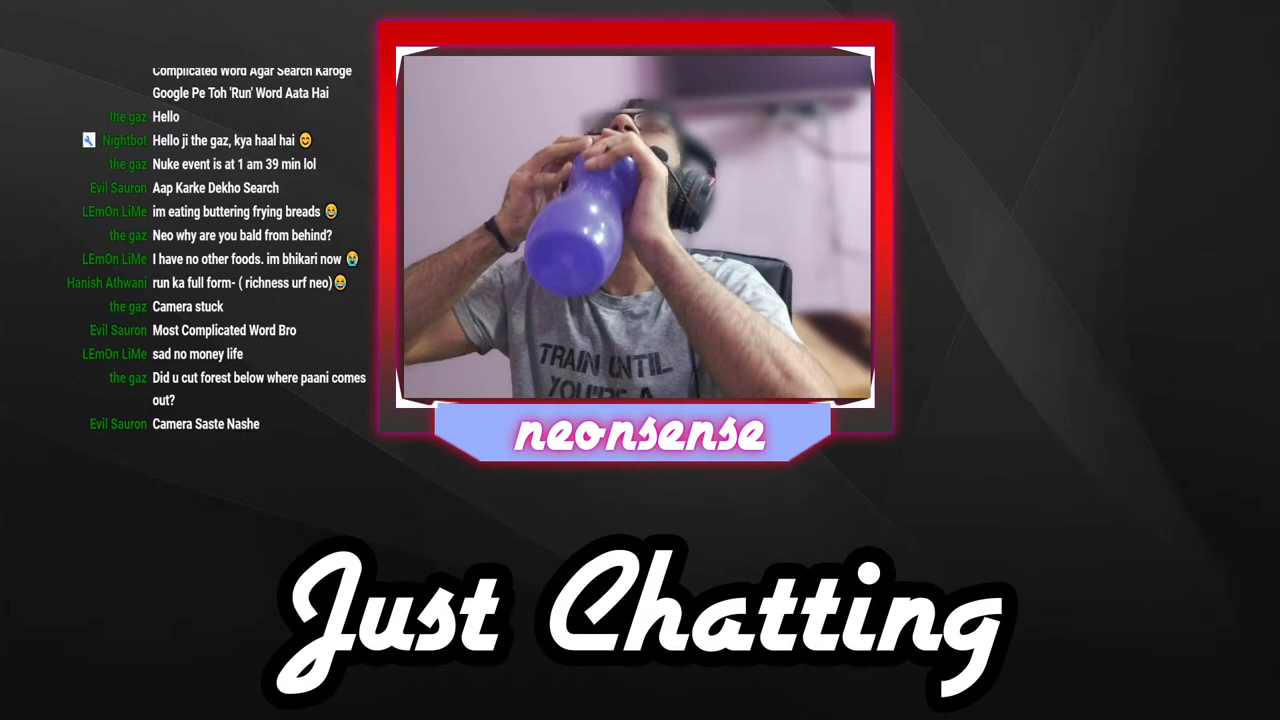 Complicated Word Agar Search Karoge
Google Pe Toh 'Run' Word Aata Hai
the gaz Hello
Nightbot Hello ji the gaz, kya haal hai 😊
the gaz Nuke event is at 1 am 39 min lol
Evil Sauron Aap Karke Dekho Search
LEmOn LiMe im eating buttering frying breads 😭
the gaz Neo why are you bald from behind?
LEmOn LiMe I have no other foods. im bhikari now 😭
Hanish Athwani run ka full form- ( richness urf neo)😂
the gaz Camera stuck
Evil Sauron Most Complicated Word Bro
LEmOn LiMe sad no money life
the gaz Did u cut forest below where paani comes
out?
Evil Sauron Camera Saste Nashe
TRAIN UNTIL
YOU'RE A
neonsense
Just Chatting